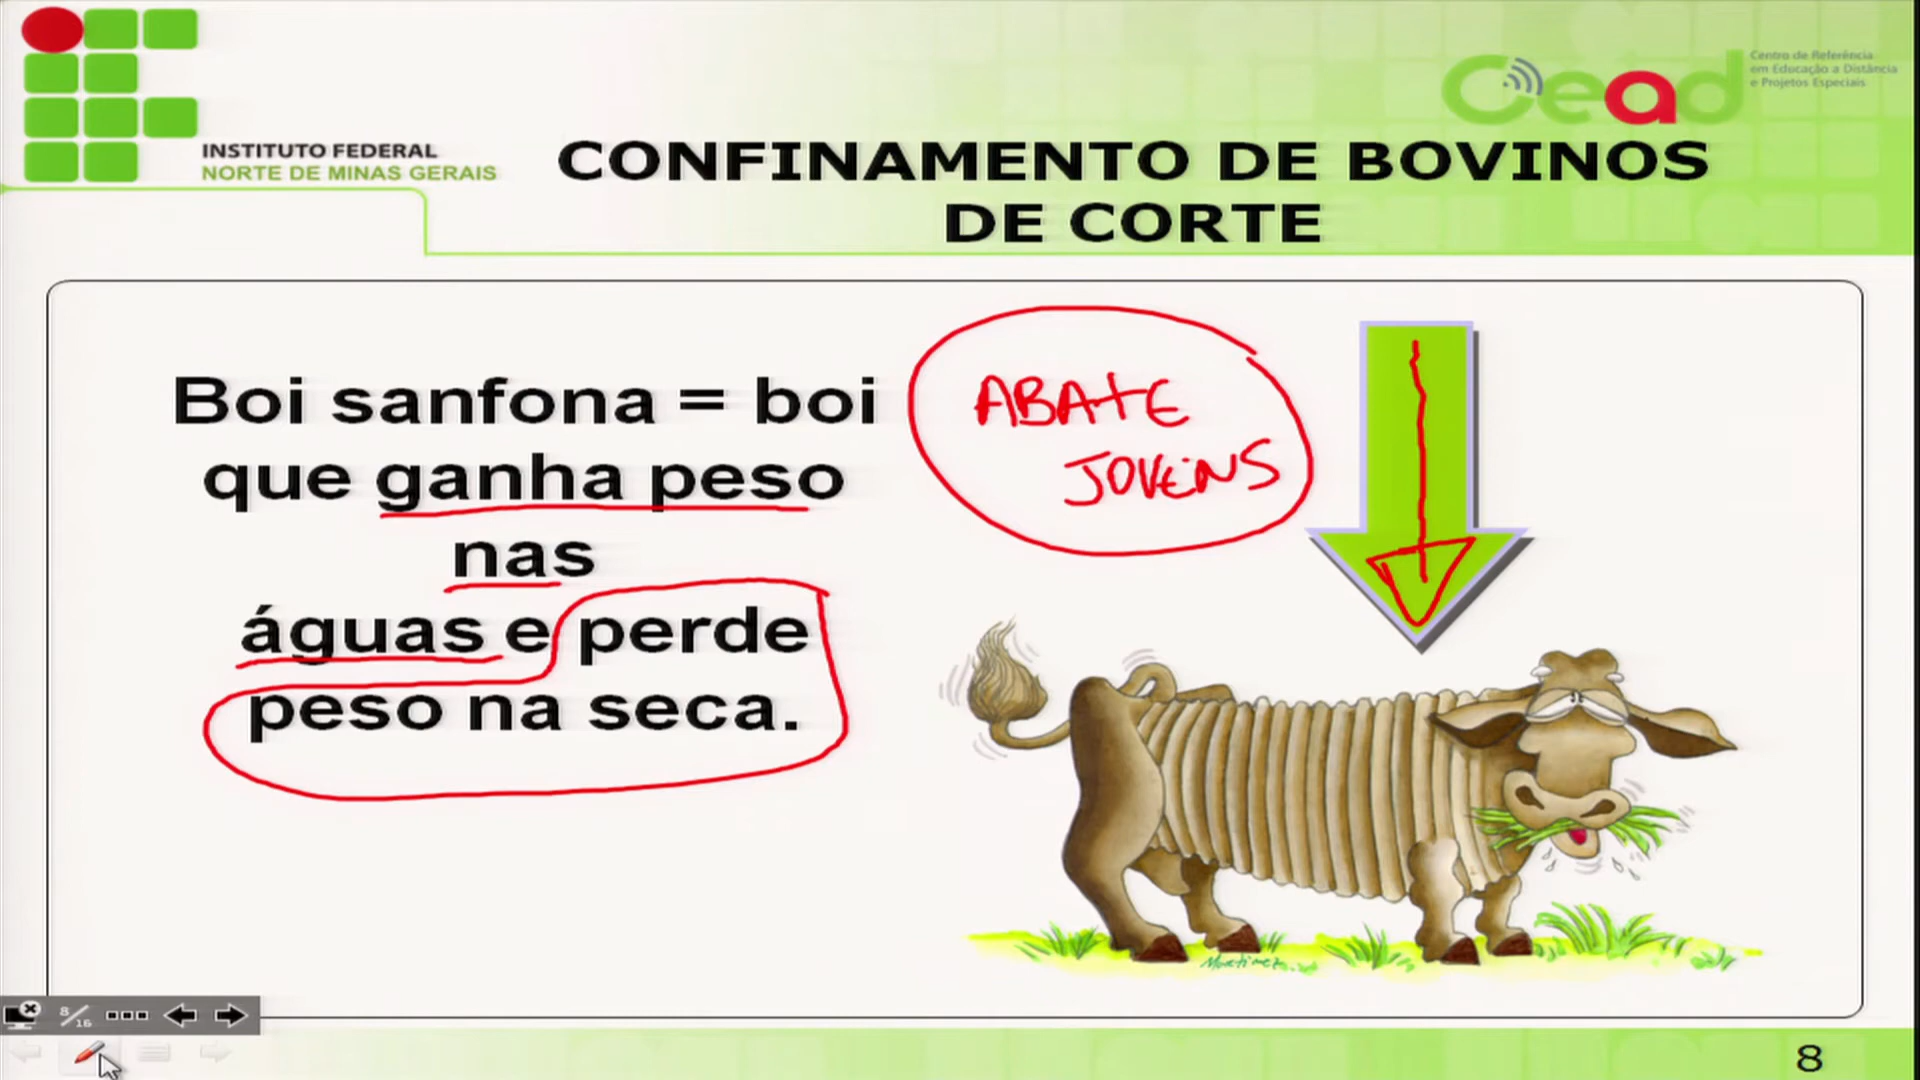 INSTITUTO FEDERAL
NORTE DE MINAS GERAIS
Cead
Centro de Referência
em Educação a Distância
e Projetos Especiais
CONFINAMENTO DE BOVINOS
DE CORTE
Boi sanfona = boi
que ganha peso
nas
águas e perde
peso na seca.
ABATE
JOVENS
8/16
8